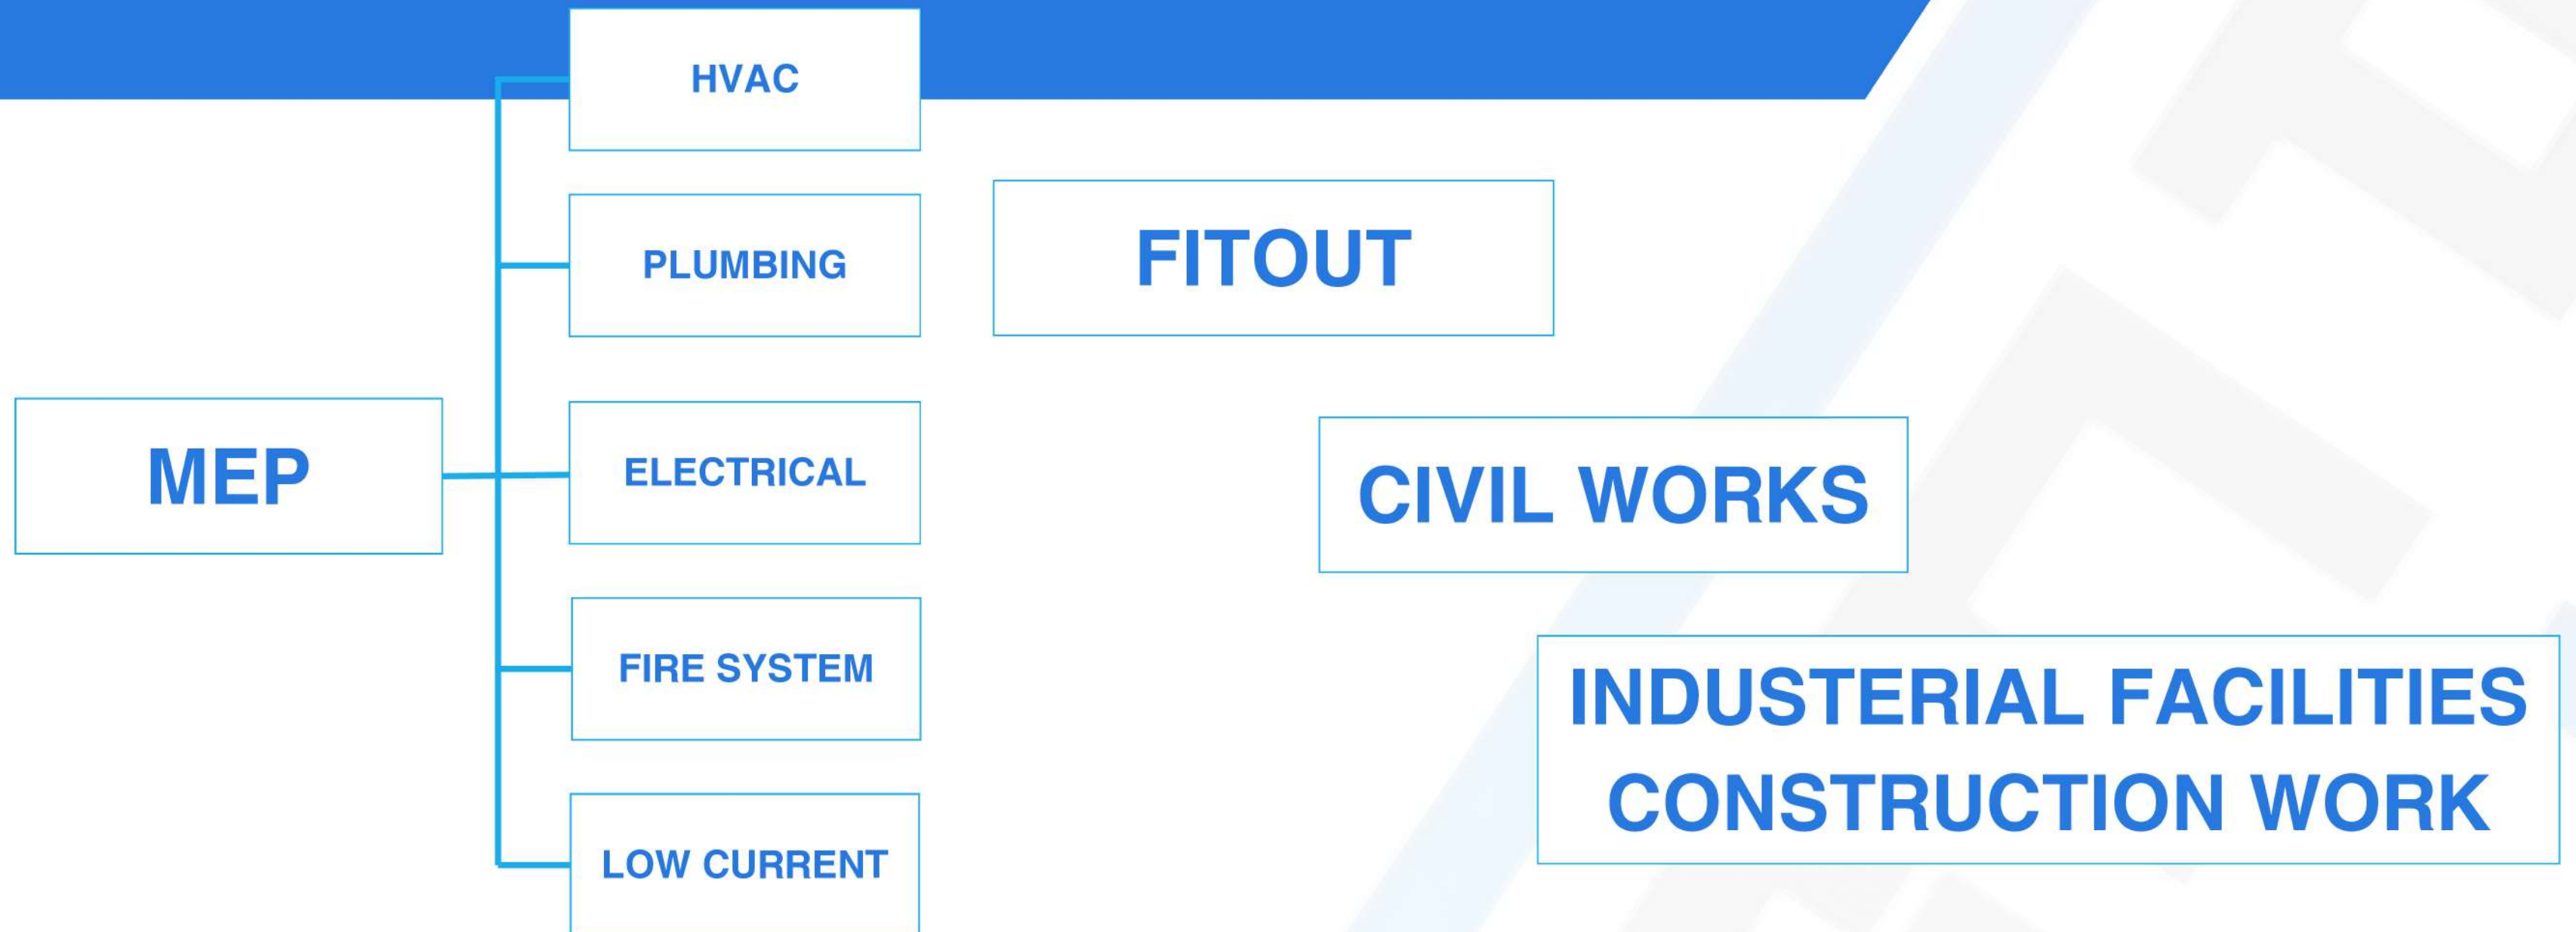 HVAC
PLUMBING
FITOUT
MEP
ELECTRICAL
CIVIL WORKS
FIRE SYSTEM
INDUSTERIAL FACILITIES
CONSTRUCTION WORK
LOW CURRENT